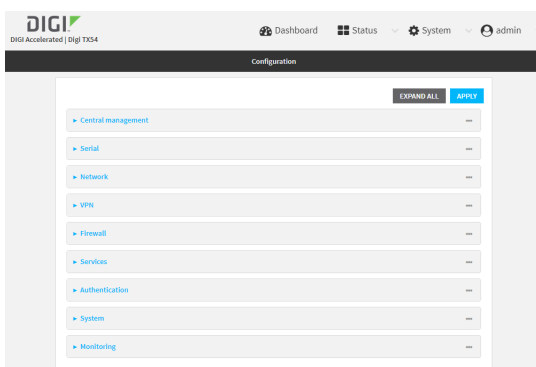 DIGI
DIGI Accelerated | Digi TX54
Dashboard Status System admin
Configuration
EXPAND ALL APPLY
Central management
Serial
Network
VPN
Firewall
Services
Authentication
System
Monitoring